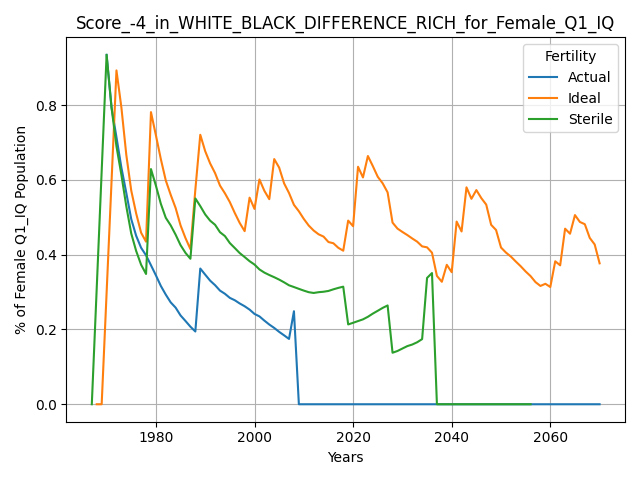 Score_-4_in_WHITE_BLACK_DIFFERENCE_RICH_for_Female_Q1_IQ
Fertility
Actual
Ideal
Sterile
% of Female Q1_IQ Population
0.8
0.6
0.4
0.2
0.0
1980 2000 2020 2040 2060
Years